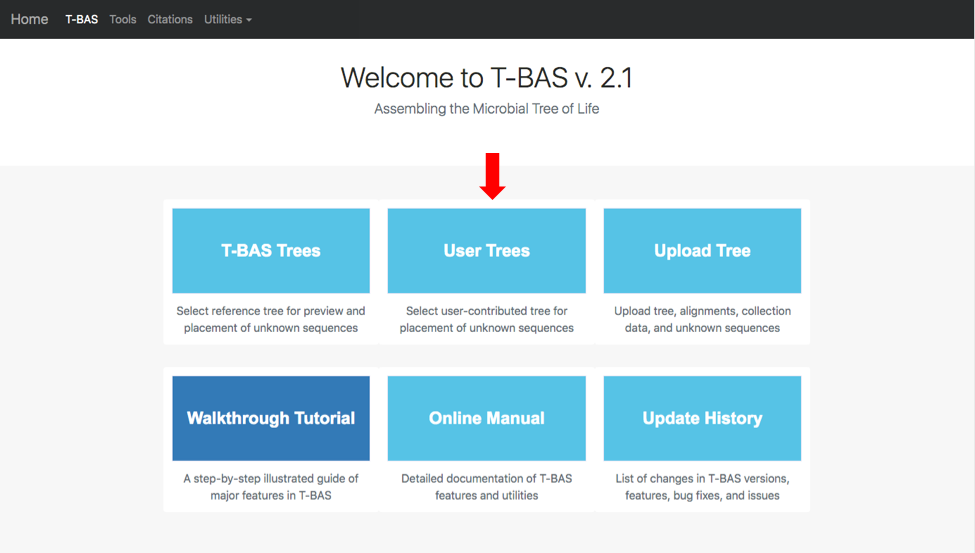 Home T-BAS Tools Citations Utilities
Welcome to T-BAS v. 2.1
Assembling the Microbial Tree of Life
T-BAS Trees
Select reference tree for preview and
placement of unknown sequences
User Trees
Select user-contributed tree for
placement of unknown sequences
Upload Tree
Upload tree, alignments, collection
data, and unknown sequences
Walkthrough Tutorial
A step-by-step illustrated guide of
major features in T-BAS
Online Manual
Detailed documentation of T-BAS
features and utilities
Update History
List of changes in T-BAS versions,
features, bug fixes, and issues